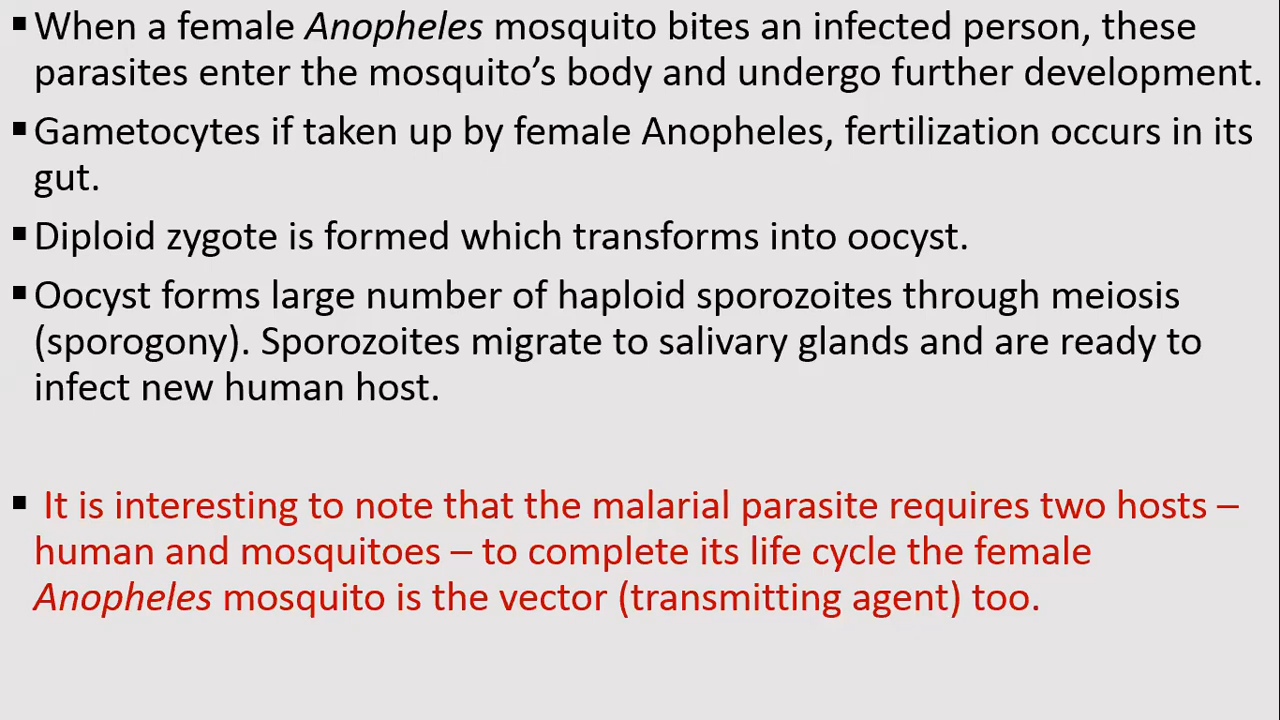 ▪When a female Anopheles mosquito bites an infected person, these
parasites enter the mosquito’s body and undergo further development.
▪Gametocytes if taken up by female Anopheles, fertilization occurs in its
gut.
▪Diploid zygote is formed which transforms into oocyst.
▪Oocyst forms large number of haploid sporozoites through meiosis
(sporogony). Sporozoites migrate to salivary glands and are ready to
infect new human host.
▪ It is interesting to note that the malarial parasite requires two hosts –
human and mosquitoes – to complete its life cycle the female
Anopheles mosquito is the vector (transmitting agent) too.